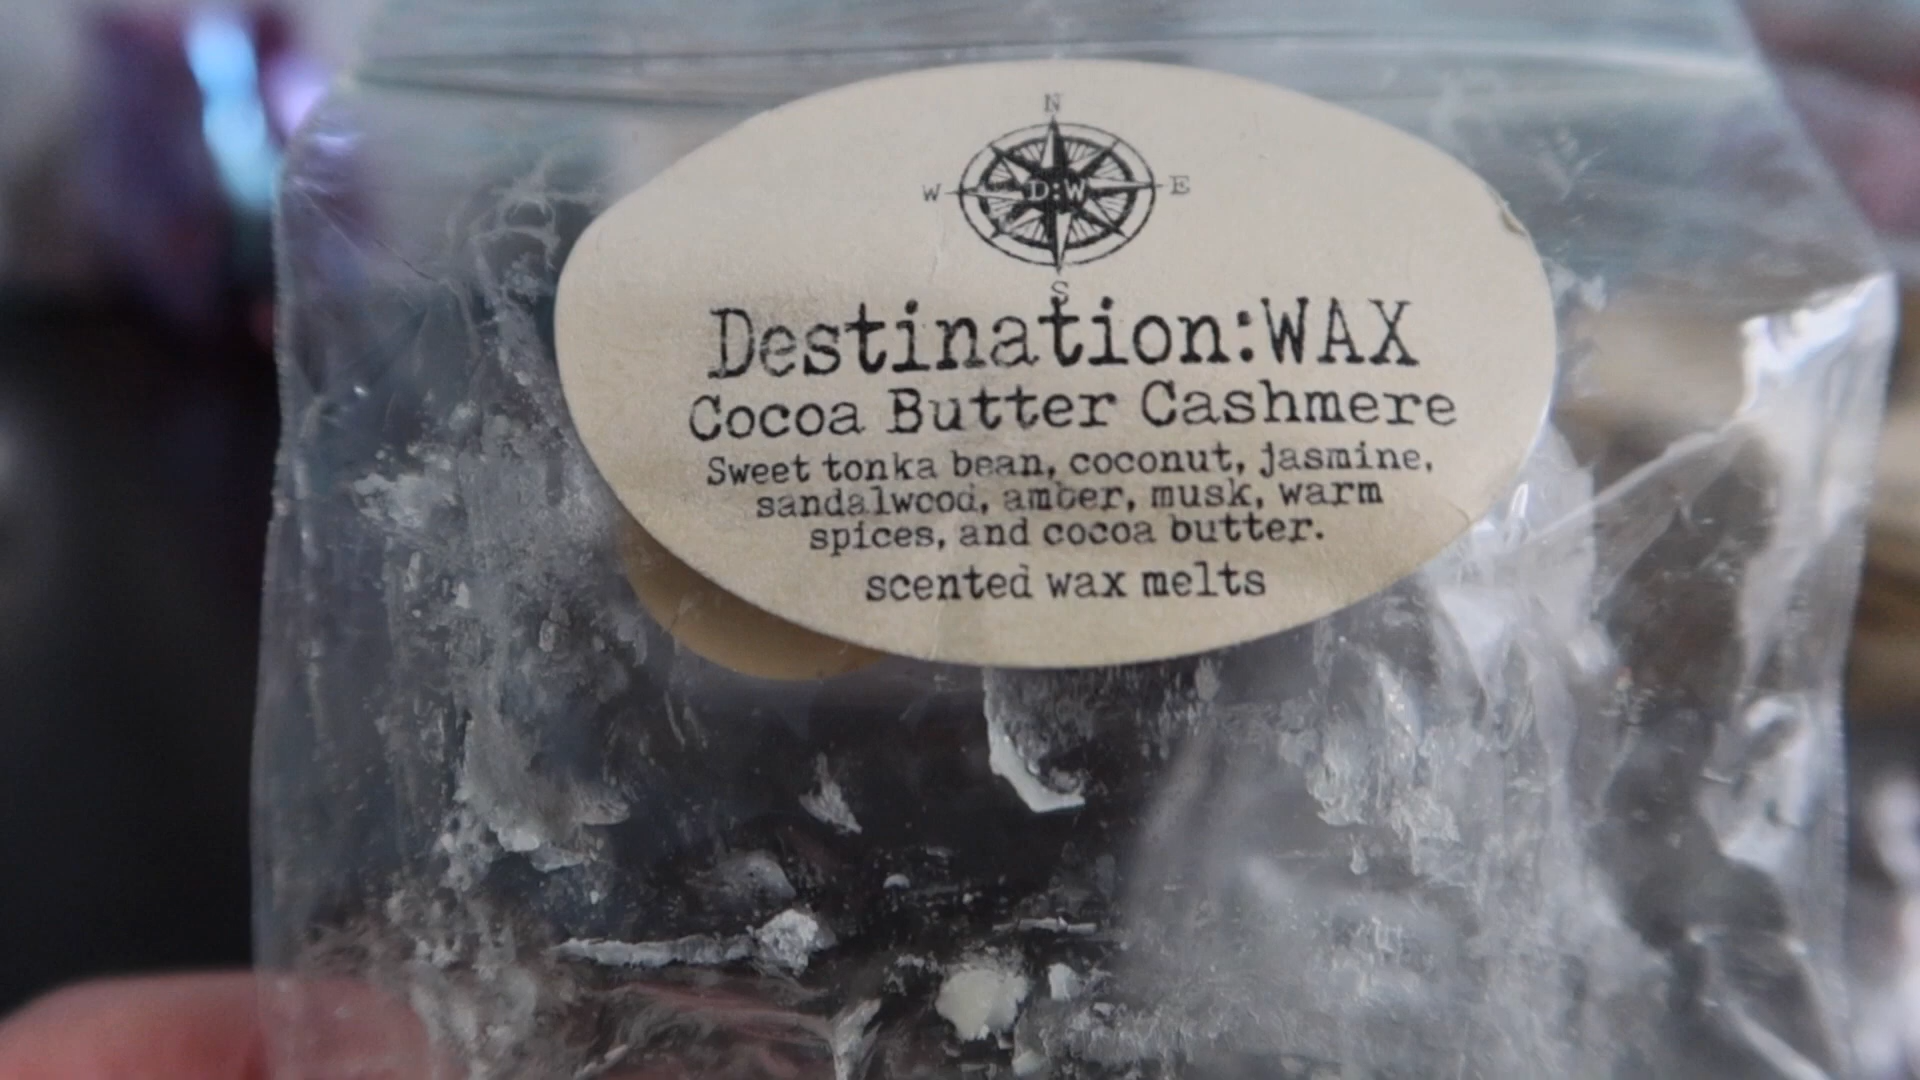 N
W D:W E
S
Destination:WAX
Cocoa Butter Cashmere
Sweet tonka bean, coconut, jasmine,
sandalwood, amber, musk, warm
spices, and cocoa butter.
scented wax melts